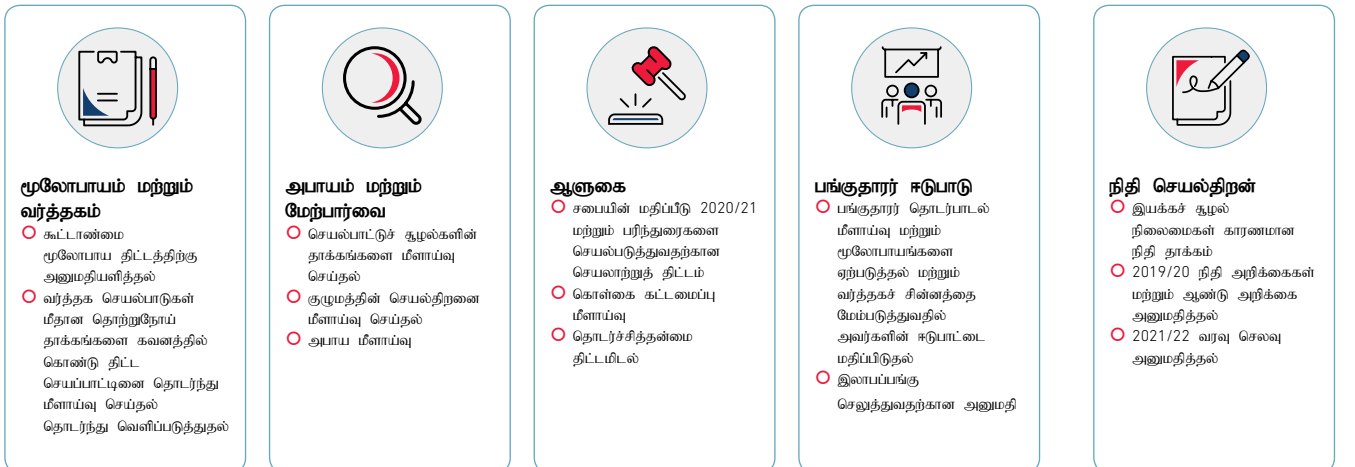 மூலோபாயம் மற்றும்
வர்த்தகம்
கூட்டாண்மை
மூலோபாய திட்டத்திற்கு
அனுமதியளித்தல்
வர்த்தக செயல்பாடுகள்
மீதான தொற்றுநோய்
தாக்கங்களை கவனத்தில்
கொண்டு திட்ட
செயப்பாட்டினை தொடர்ந்து
மீளாய்வு செய்தல்
தொடர்ந்து வெளிப்படுத்துதல்
அபாயம் மற்றும்
மேற்பார்வை
செயல்பாட்டுச் சூழல்களின்
தாக்கங்களை மீளாய்வு
செய்தல்
குழுமத்தின் செயல்திறனை
மீளாய்வு செய்தல்
அபாய மீளாய்வு
ஆளுகை
சபையின் மதிப்பீடு 2020/21
மற்றும் பரிந்துரைகளை
செயல்படுத்துவதற்கான
செயலாற்றுத் திட்டம்
கொள்கை கட்டமைப்பு
மீளாய்வு
தொடர்ச்சித்தன்மை
திட்டமிடல்
பங்குதாரர் ஈடுபாடு
பங்குதாரர் தொடர்பாடல்
மீளாய்வு மற்றும்
மூலோபாயங்களை
ஏற்படுத்தல் மற்றும்
வர்த்தகச் சின்னத்தை
மேம்படுத்துவதில்
அவர்களின் ஈடுபாட்டை
மதிப்பிடுதல்
இலாபப்பங்கு
செலுத்துவதற்கான அனுமதி
நிதி செயல்திறன்
இயக்கச் சூழல்
நிலைமைகள் காரணமான
நிதி தாக்கம்
2019/20 நிதி அறிக்கைகள்
மற்றும் ஆண்டு அறிக்கை
அனுமதித்தல்
2021/22 வரவு செலவு
அனுமதித்தல்